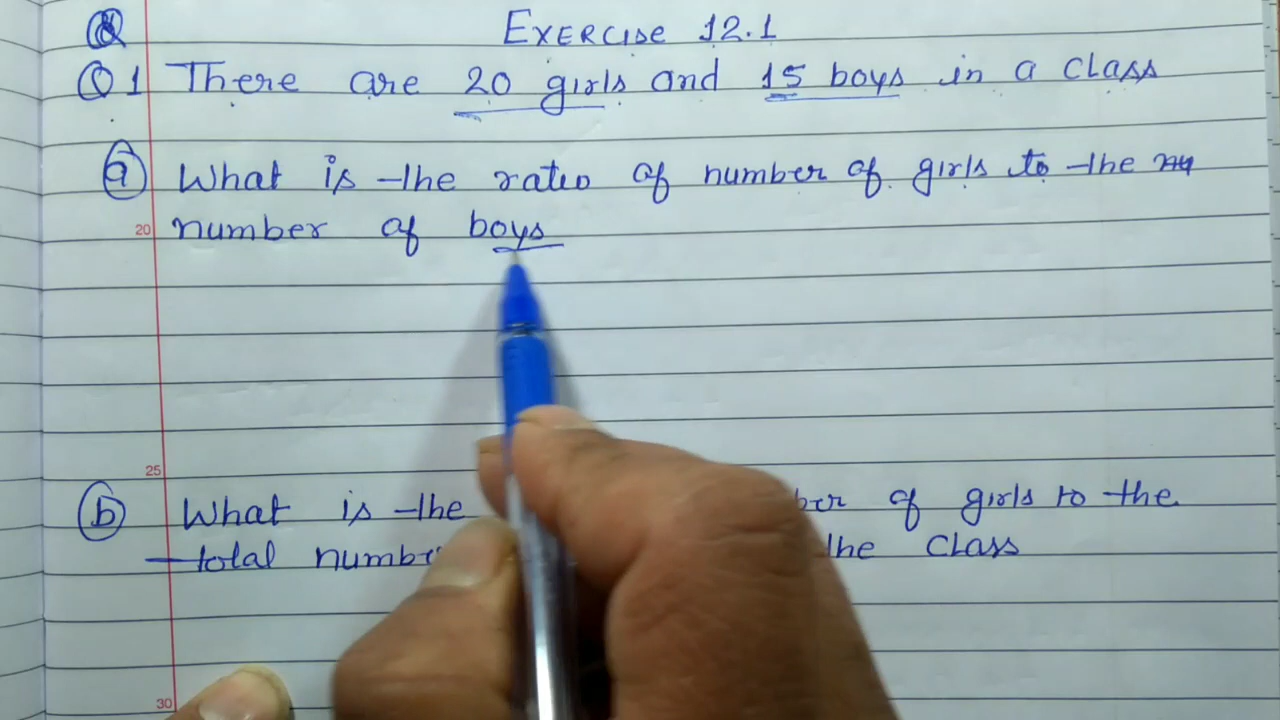 Exercise 12.1
Q1 There are 20 girls and 15 boys in a class
(a) What is the ratio of number of girls to the
20 number of boys
25
(b) What is the ber of girls to the
total numbe the class
30